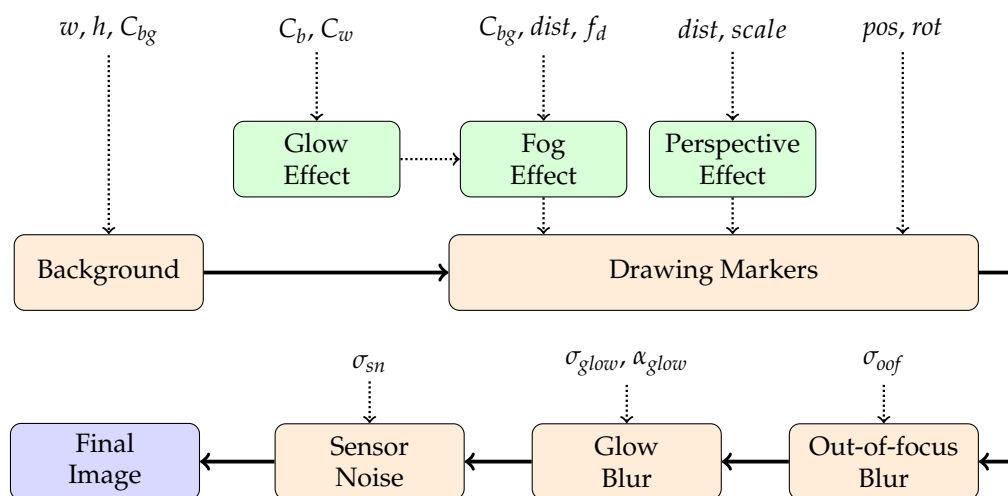 w, h, C_bg
C_b, C_w
C_bg, dist, f_d
dist, scale
pos, rot
Glow
Effect
Fog
Effect
Perspective
Effect
Background
Drawing Markers
σ_sn
σ_glow, α_glow
σ_oof
Final
Image
Sensor
Noise
Glow
Blur
Out-of-focus
Blur